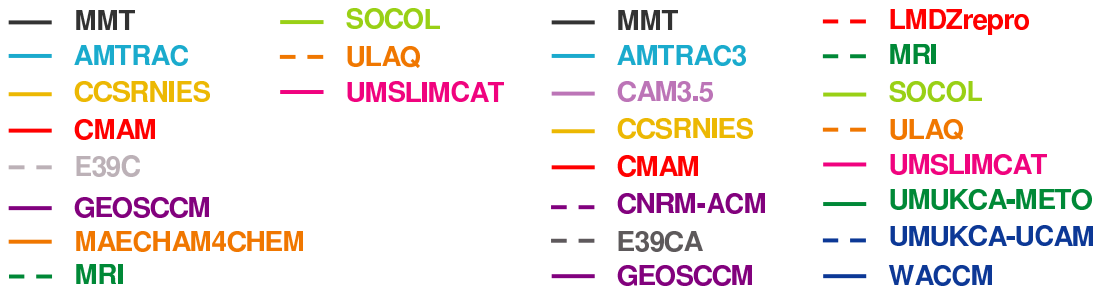 MMT
AMTRAC
CCSRNIES
CMAM
E39C
GEOSCCM
MAECHAM4CHEM
MRI
SOCOL
ULAQ
UMSLIMCAT
MMT
AMTRAC3
CAM3.5
CCSRNIES
CMAM
CNRM-ACM
E39CA
GEOSCCM
LMDZrepro
MRI
SOCOL
ULAQ
UMSLIMCAT
UMUKCA-METO
UMUKCA-UCAM
WACCM